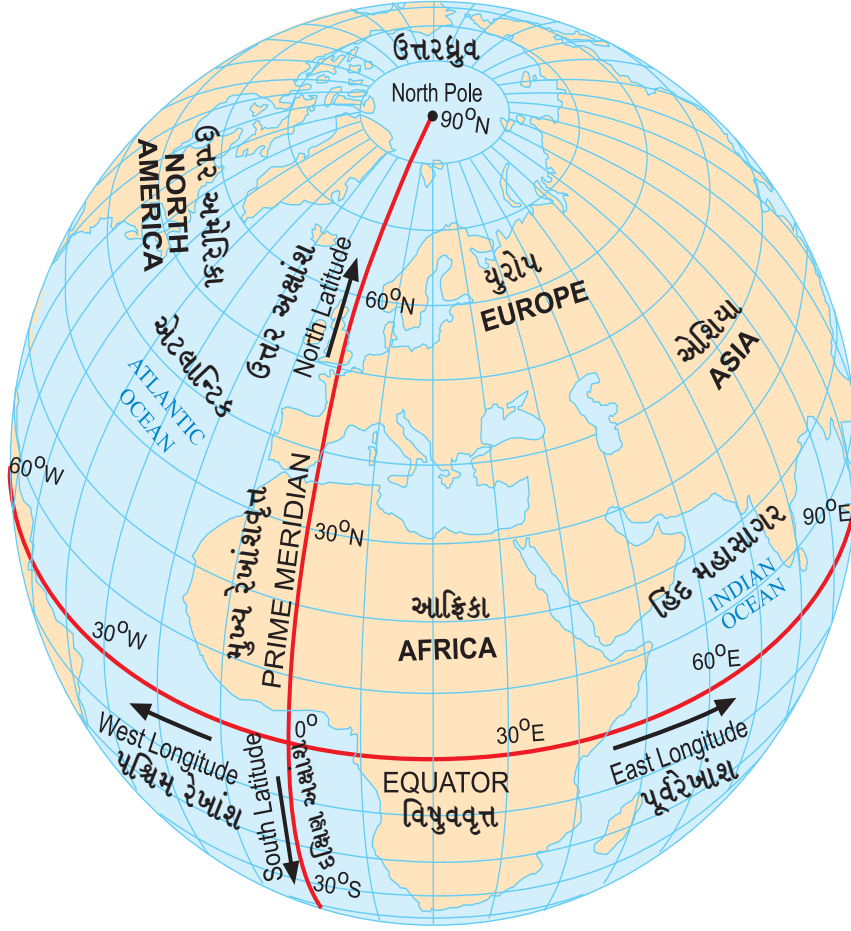 ઉત્તરધ્રુવ
North Pole
90°N
ઉત્તર અમેરિકા
NORTH
AMERICA
ઉત્તર અક્ષાંશ
North Latitude
60°N
યુરોપ
EUROPE
એશિયા
ASIA
એટલાન્ટિક
ATLANTIC
OCEAN
60°W
30°N
90°E
મુખ્ય રેખાંશવૃત્ત
PRIME MERIDIAN
આફ્રિકા
AFRICA
હિંદ મહાસાગર
INDIAN
OCEAN
30°W
60°E
0°
30°E
West Longitude
પશ્ચિમ રેખાંશ
East Longitude
પૂર્વરેખાંશ
EQUATOR
વિષુવવૃત્ત
South Latitude
દક્ષિણ અક્ષાંશ
30°S